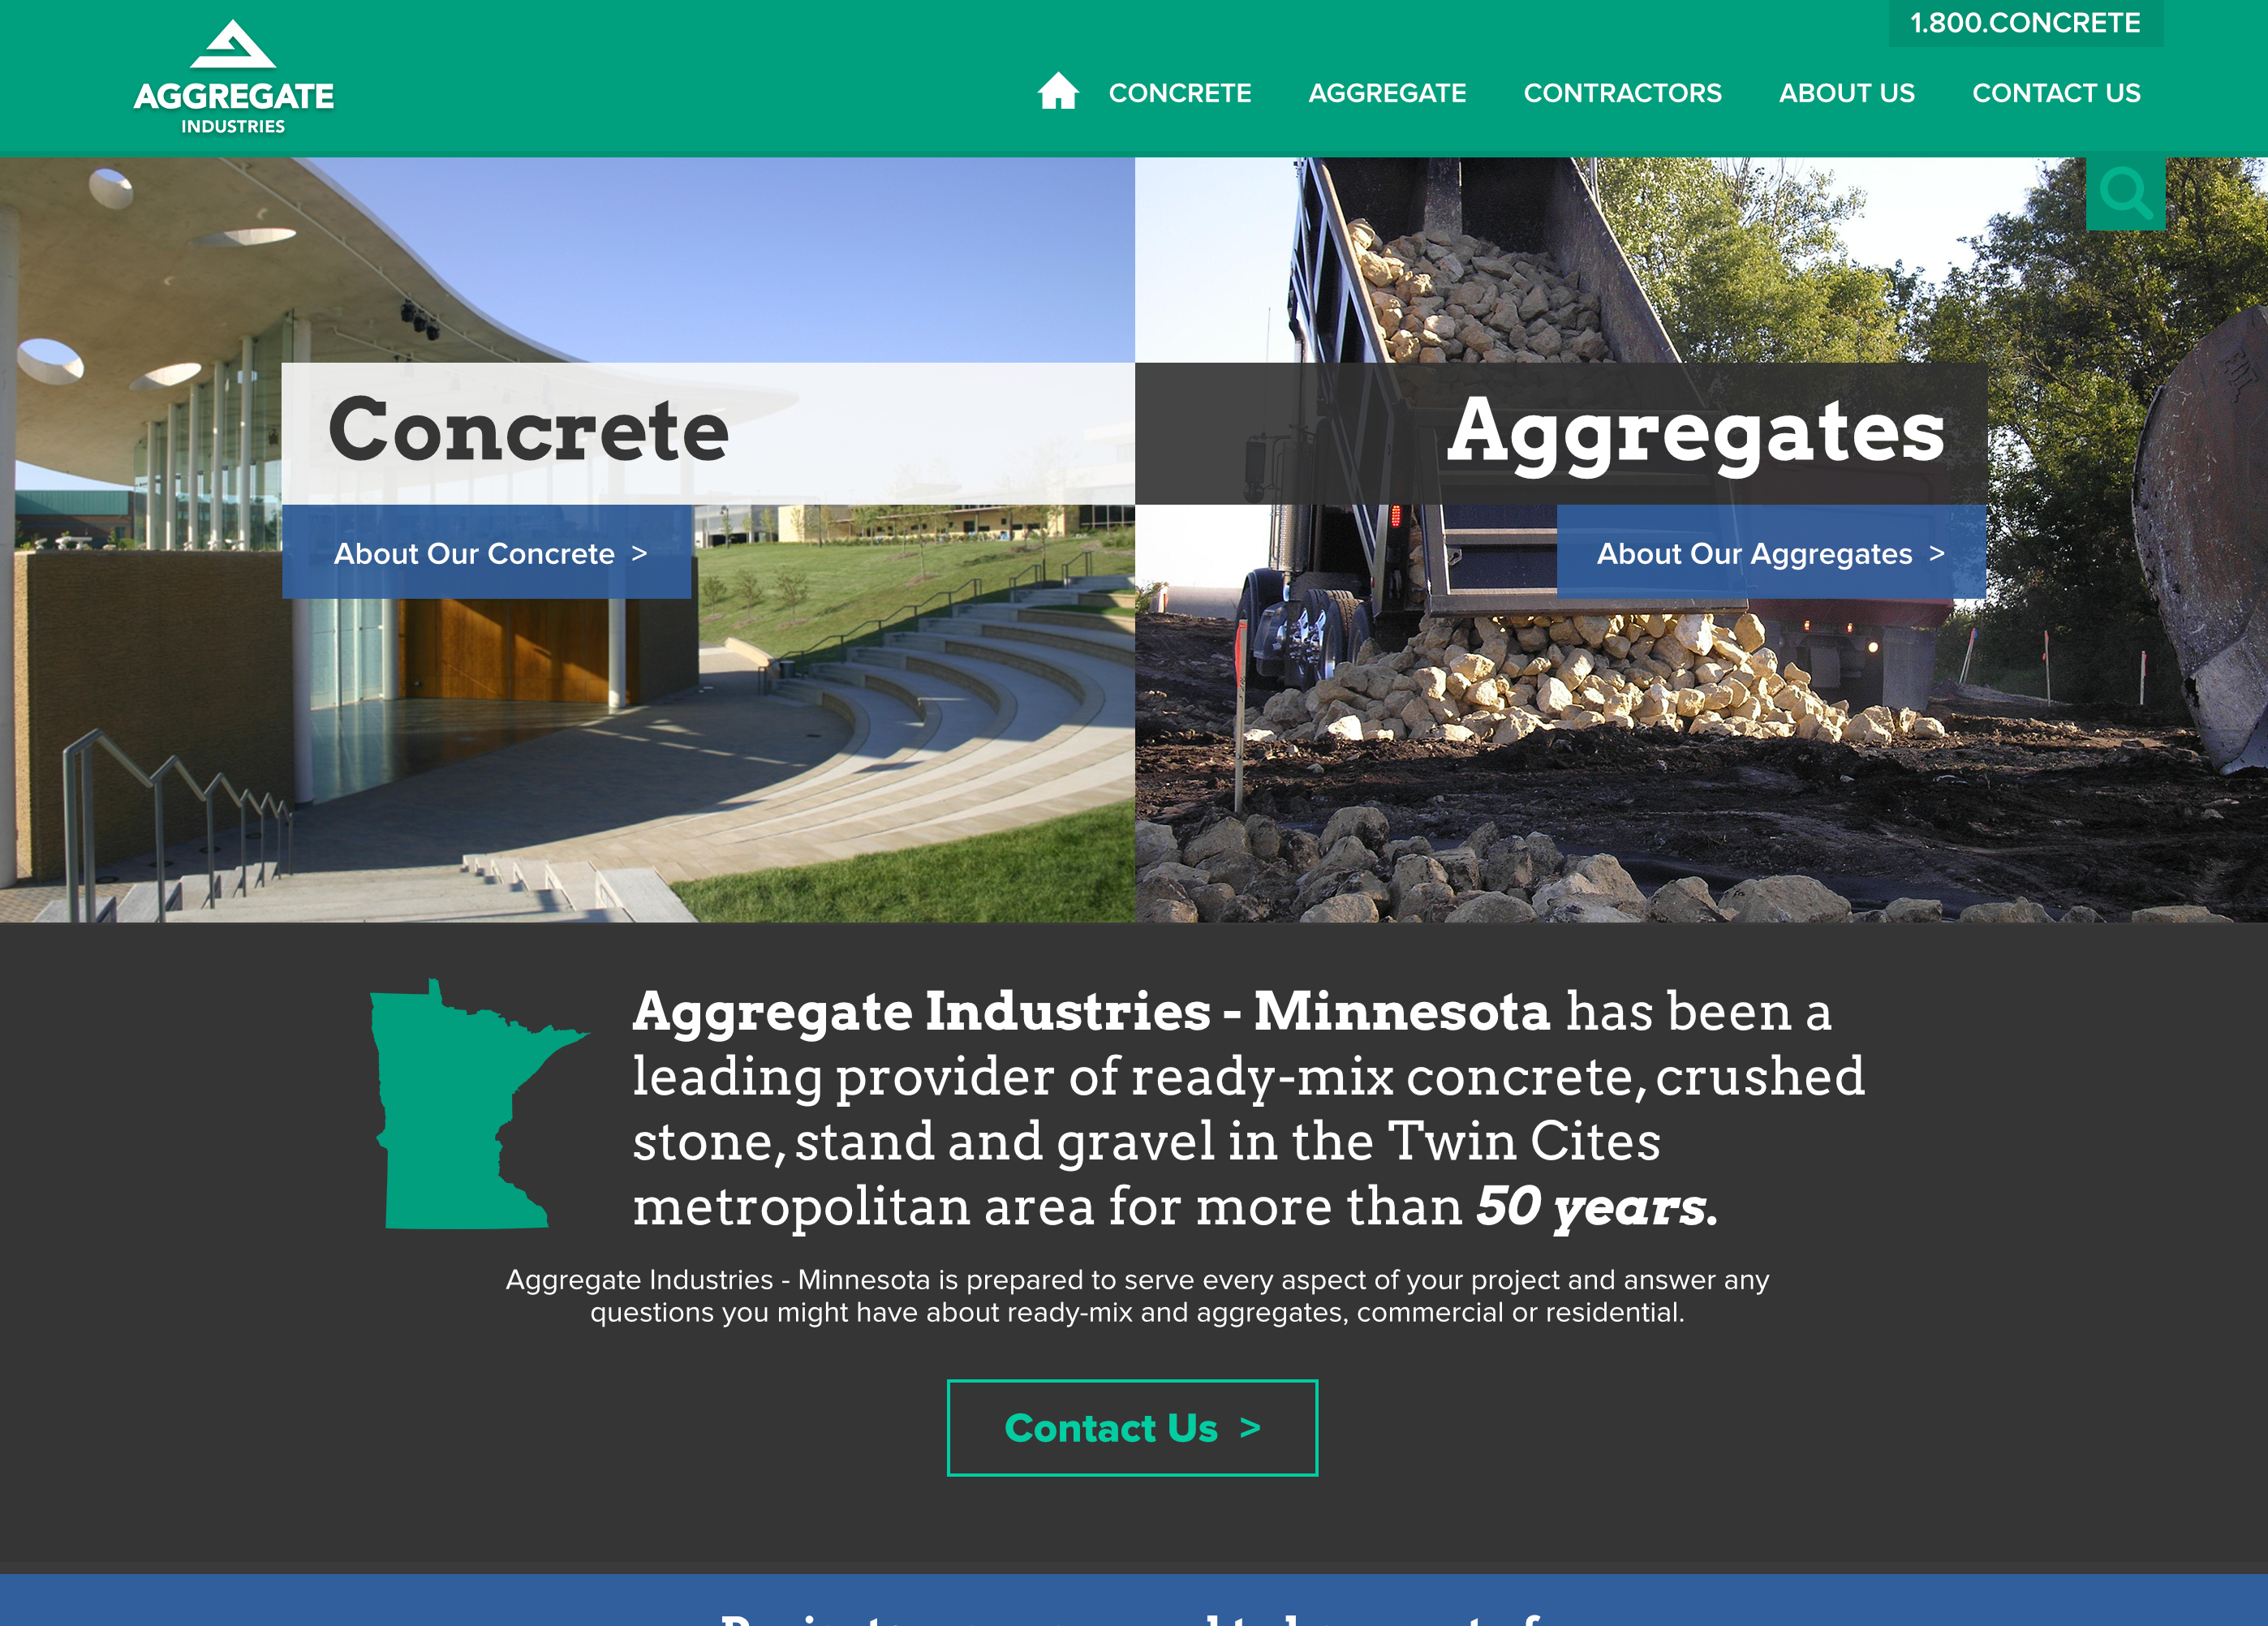 1.800.CONCRETE
AGGREGATE
INDUSTRIES
CONCRETE AGGREGATE CONTRACTORS ABOUT US CONTACT US
Concrete
Aggregates
About Our Concrete >
About Our Aggregates >
Aggregate Industries - Minnesota has been a
leading provider of ready-mix concrete, crushed
stone, stand and gravel in the Twin Cites
metropolitan area for more than 50 years.
Aggregate Industries - Minnesota is prepared to serve every aspect of your project and answer any
questions you might have about ready-mix and aggregates, commercial or residential.
Contact Us >